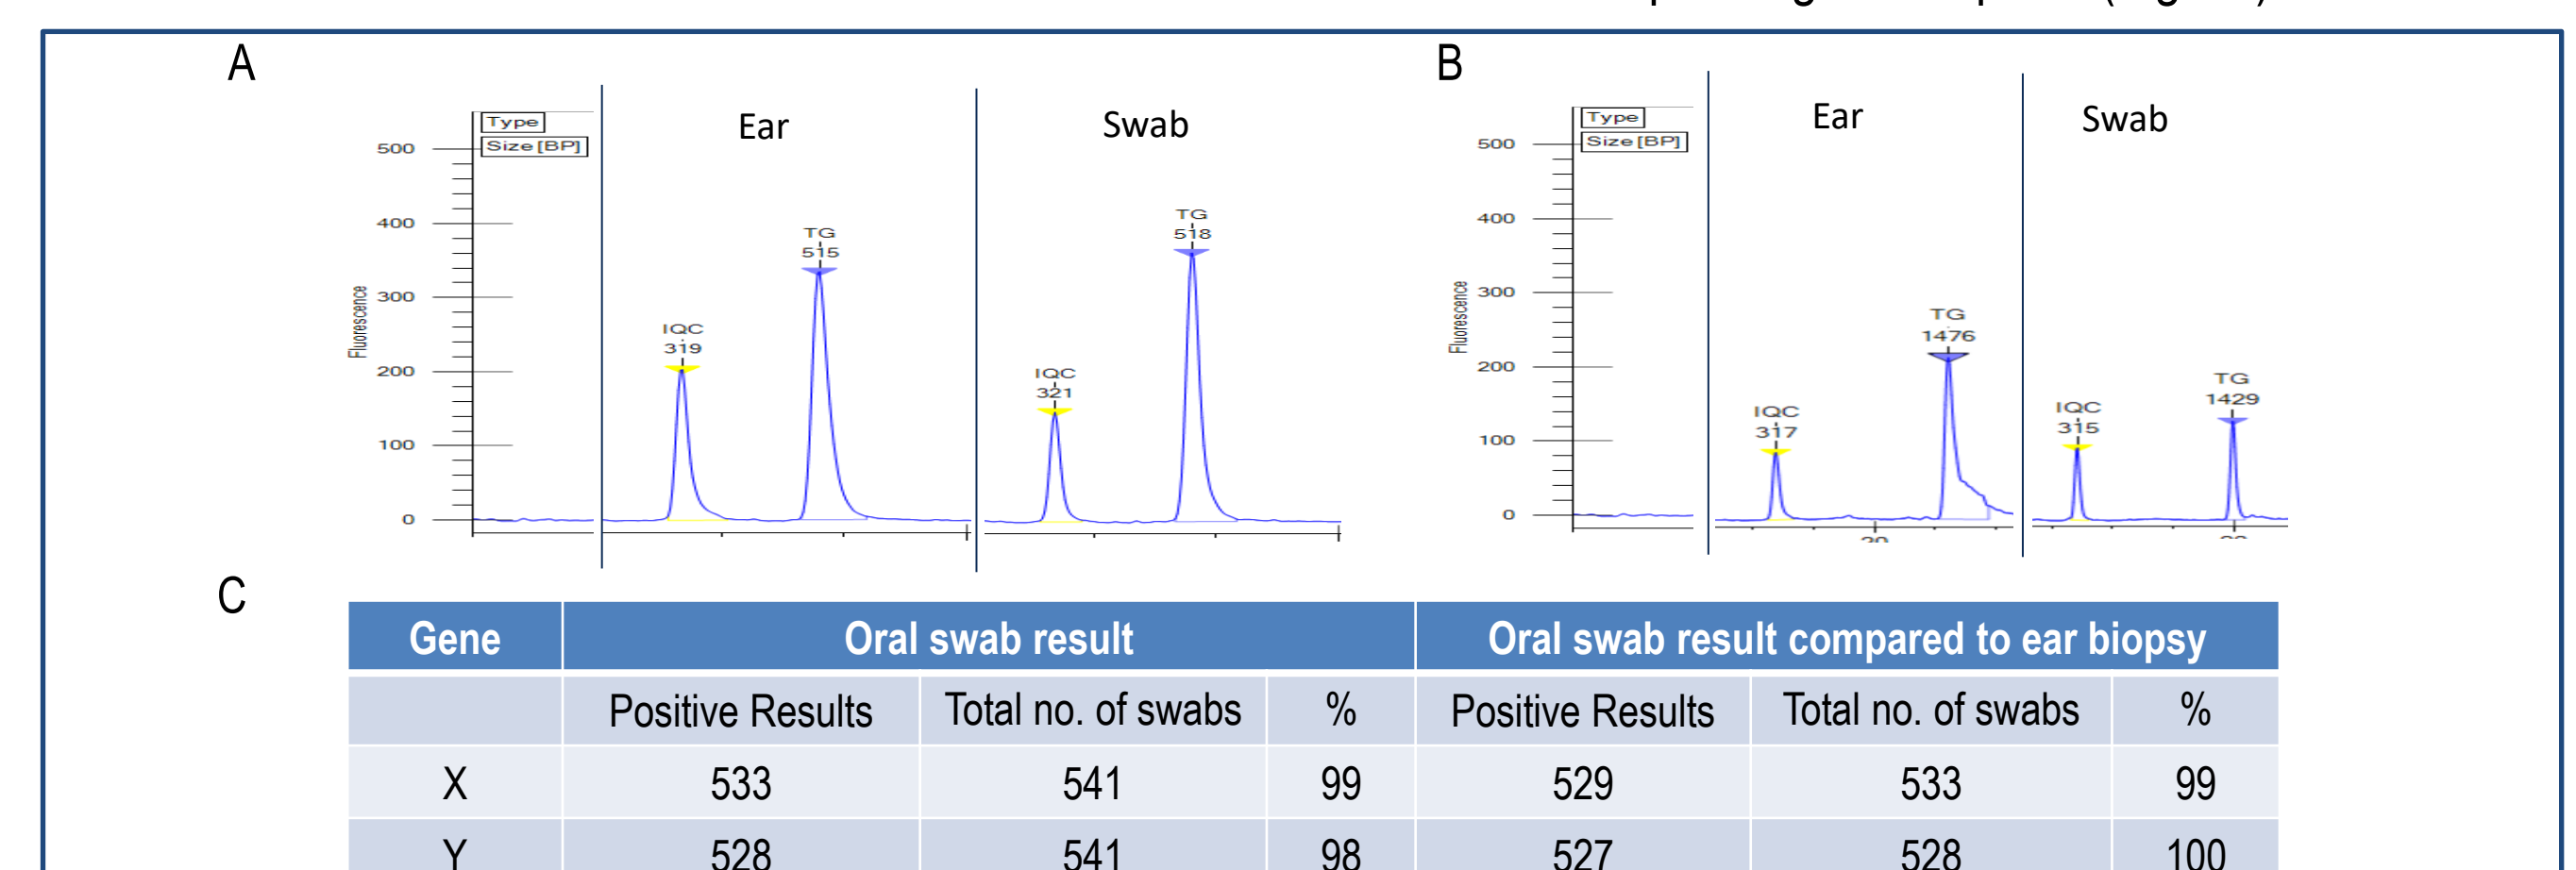 A
B
Type
Size [BP]
500
400
300
200
100
0
Fluorescence
Ear
IQC
319
TG
515
Swab
IQC
321
TG
518
Type
Size [BP]
500
400
300
200
100
0
Fluorescence
Ear
IQC
317
TG
1476
Swab
IQC
315
TG
1429
C
Gene Oral swab result Oral swab result compared to ear biopsy
Positive Results Total no. of swabs % Positive Results Total no. of swabs %
X 533 541 99 529 533 99
Y 528 541 98 527 528 100